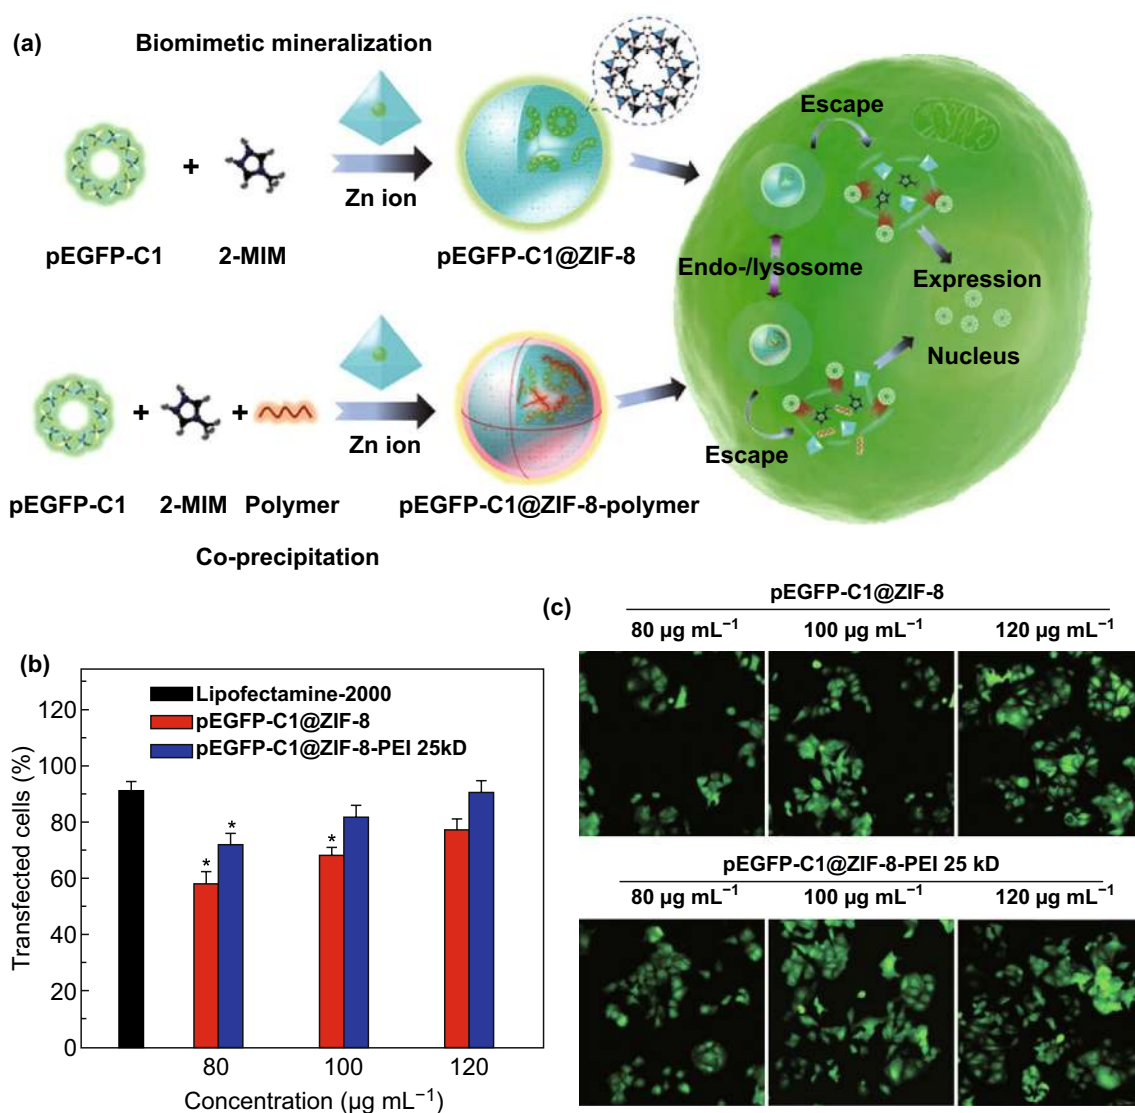 (a)
Biomimetic mineralization
Escape
+
Zn ion
pEGFP-C1
2-MIM
pEGFP-C1@ZIF-8
Endo-/lysosome
Expression
Nucleus
+
+
Zn ion
Escape
pEGFP-C1
2-MIM
Polymer
pEGFP-C1@ZIF-8-polymer
Co-precipitation
(b)
Lipofectamine-2000
pEGFP-C1@ZIF-8
pEGFP-C1@ZIF-8-PEI 25kD
Transfected cells (%)
120
100
80
60
40
20
0
*
*
*
80
100
120
Concentration (µg mL⁻¹)
(c)
pEGFP-C1@ZIF-8
80 µg mL⁻¹
100 µg mL⁻¹
120 µg mL⁻¹
pEGFP-C1@ZIF-8-PEI 25 kD
80 µg mL⁻¹
100 µg mL⁻¹
120 µg mL⁻¹